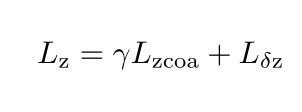 L_z = γL_zcoa + L_δz